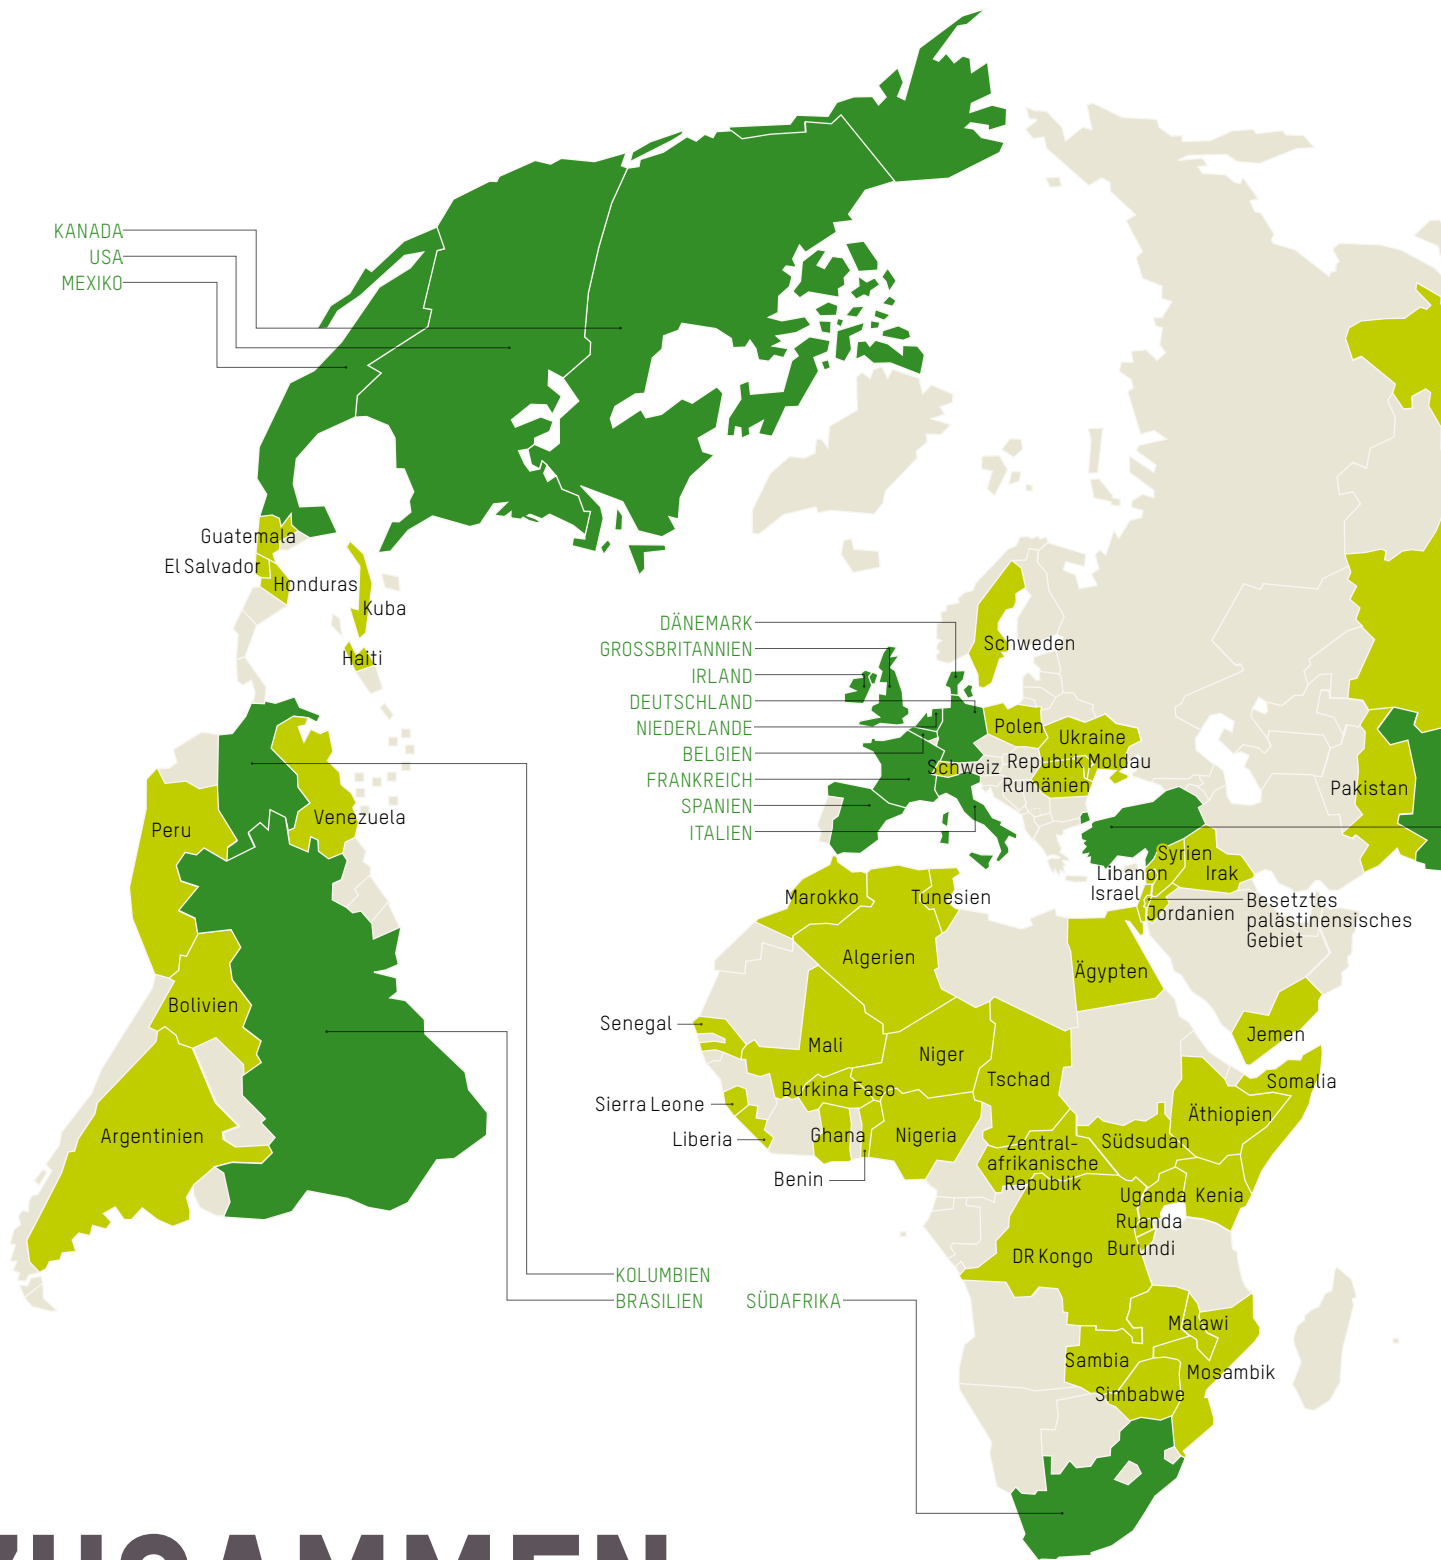 KANADA
USA
MEXIKO
Guatemala
El Salvador
Honduras
Kuba
Haiti
DÄNEMARK
GROSSBRITANNIEN
IRLAND
DEUTSCHLAND
NIEDERLANDE
BELGIEN
FRANKREICH
SPANIEN
ITALIEN
Schweden
Polen
Ukraine
Schweiz
Republik Moldau
Rumänien
Pakistan
Peru
Venezuela
Syrien
Libanon
Irak
Israel
Jordanien
Besetztes
palästinensisches
Gebiet
Marokko
Tunesien
Algerien
Ägypten
Bolivien
Senegal
Mali
Niger
Jemen
Tschad
Burkina Faso
Somalia
Sierra Leone
Äthiopien
Argentinien
Liberia
Ghana
Nigeria
Zentral-
afrikanische
Republik
Südsudan
Benin
Uganda
Kenia
Ruanda
Burundi
DR Kongo
KOLUMBIEN
BRASILIEN
SÜDAFRIKA
Malawi
Sambia
Mosambik
Simbabwe
ZUSAMMEN